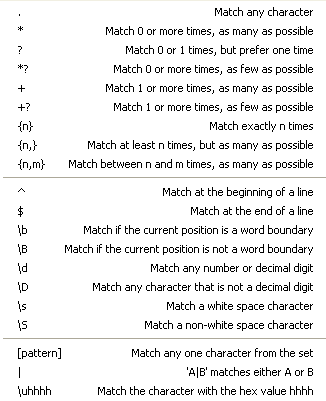 . Match any character
* Match 0 or more times, as many as possible
? Match 0 or 1 times, but prefer one time
*? Match 0 or more times, as few as possible
+ Match 1 or more times, as many as possible
+? Match 1 or more times, as few as possible
{n} Match exactly n times
{n,} Match at least n times, but as many as possible
{n,m} Match between n and m times, as many as possible
^ Match at the beginning of a line
$ Match at the end of a line
\b Match if the current position is a word boundary
\B Match if the current position is not a word boundary
\d Match any number or decimal digit
\D Match any character that is not a decimal digit
\s Match a white space character
\S Match a non-white space character
[pattern] Match any one character from the set
| 'A|B' matches either A or B
\uhhhh Match the character with the hex value hhhh